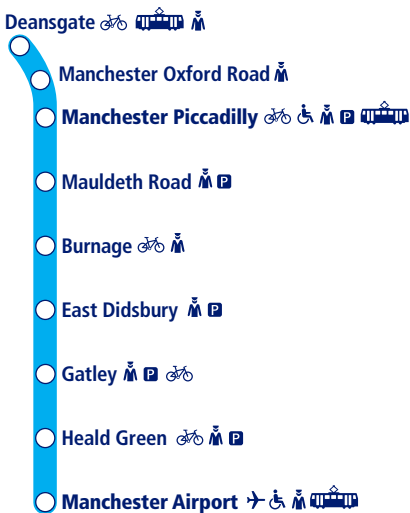 Deansgate
Manchester Oxford Road
Manchester Piccadilly P
Mauldeth Road P
Burnage
East Didsbury P
Gatley P
Heald Green P
Manchester Airport